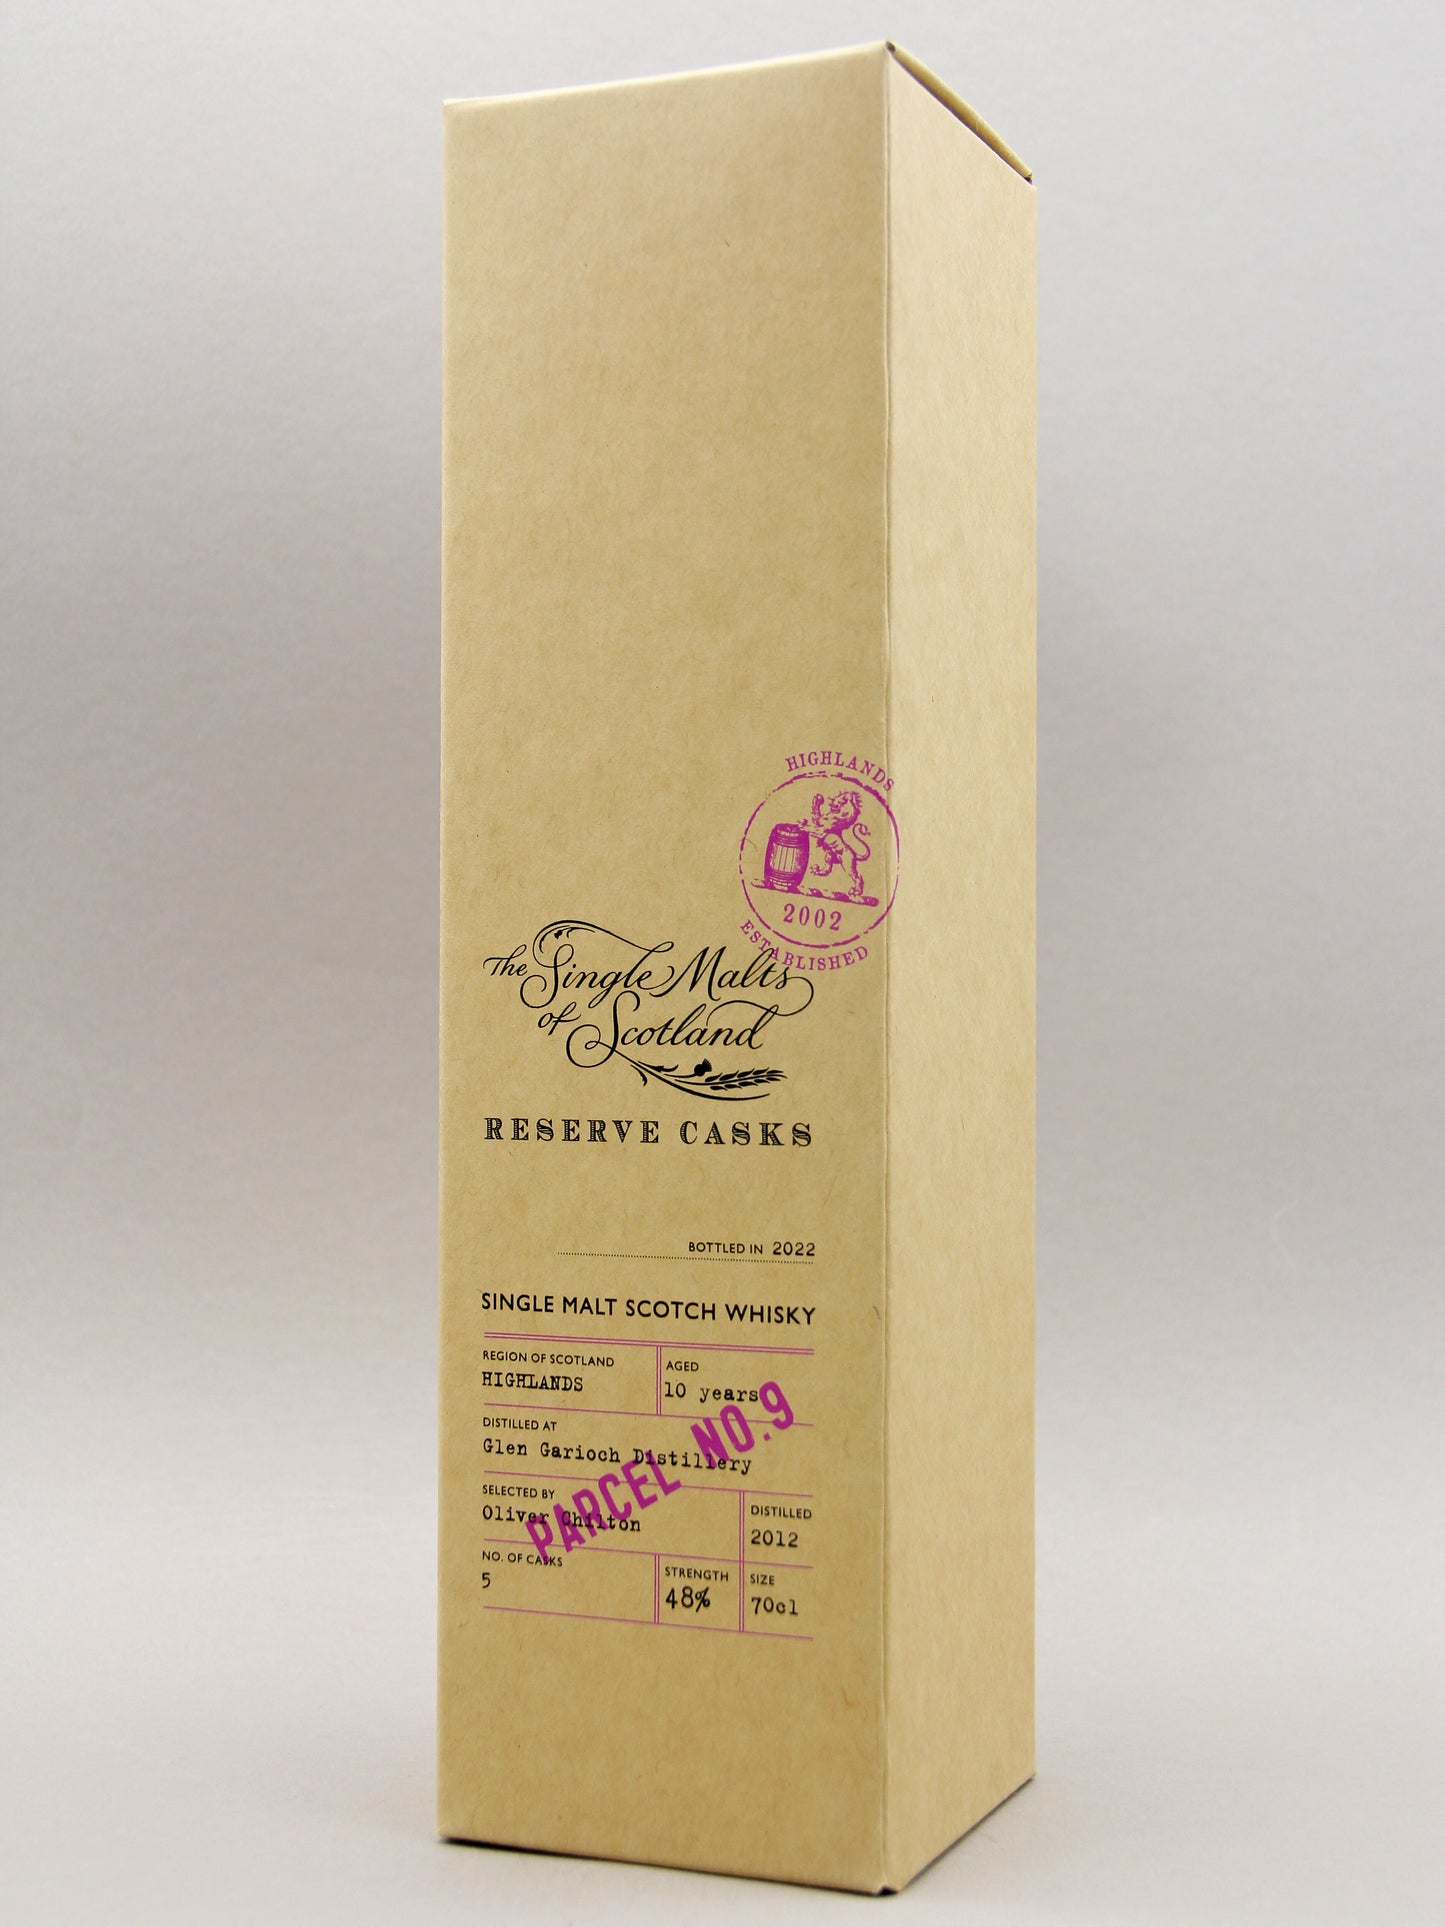 HIGHLANDS
2002
ESTABLISHED
The Single Malts
of Scotland
RESERVE CASKS
BOTTLED IN 2022
SINGLE MALT SCOTCH WHISKY
REGION OF SCOTLAND
HIGHLANDS
AGED
10 years
DISTILLED AT
Glen Garioch Distillery
PARCEL NO.9
SELECTED BY
Oliver Chilton
DISTILLED
2012
NO. OF CASKS
5
STRENGTH
48%
SIZE
70cl